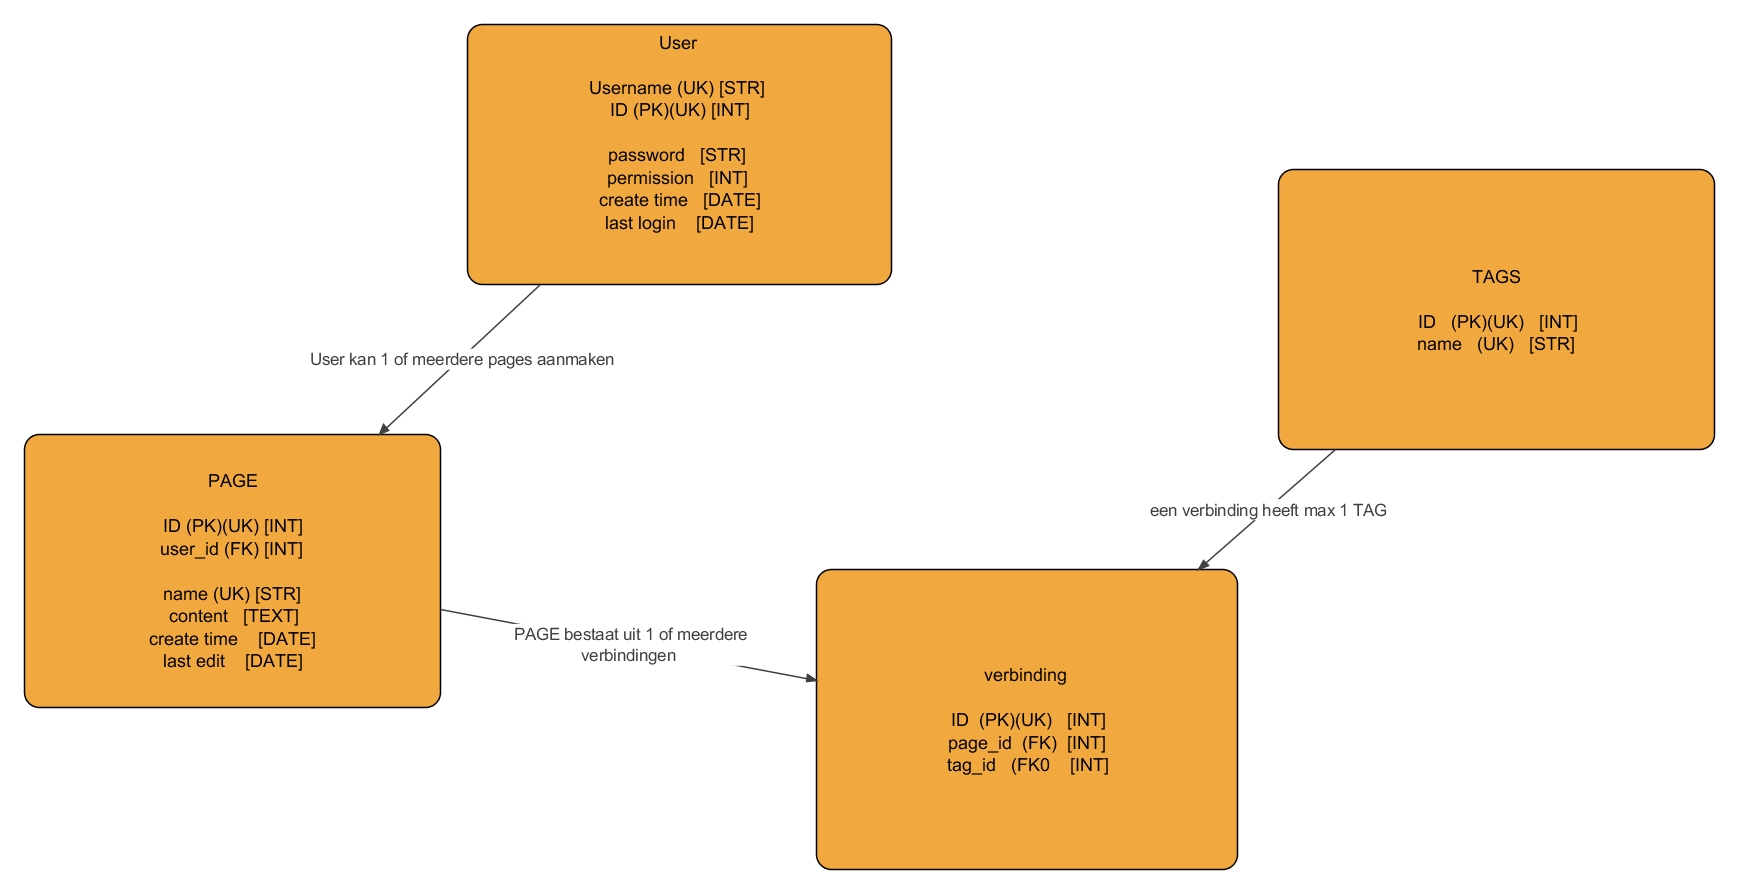 User
Username (UK) [STR]
ID (PK)(UK) [INT]
password [STR]
permission [INT]
create time [DATE]
last login [DATE]
User kan 1 of meerdere pages aanmaken
PAGE
ID (PK)(UK) [INT]
user_id (FK) [INT]
name (UK) [STR]
content [TEXT]
create time [DATE]
last edit [DATE]
PAGE bestaat uit 1 of meerdere
verbindingen
TAGS
ID (PK)(UK) [INT]
name (UK) [STR]
een verbinding heeft max 1 TAG
verbinding
ID (PK)(UK) [INT]
page_id (FK) [INT]
tag_id (FK0 [INT]